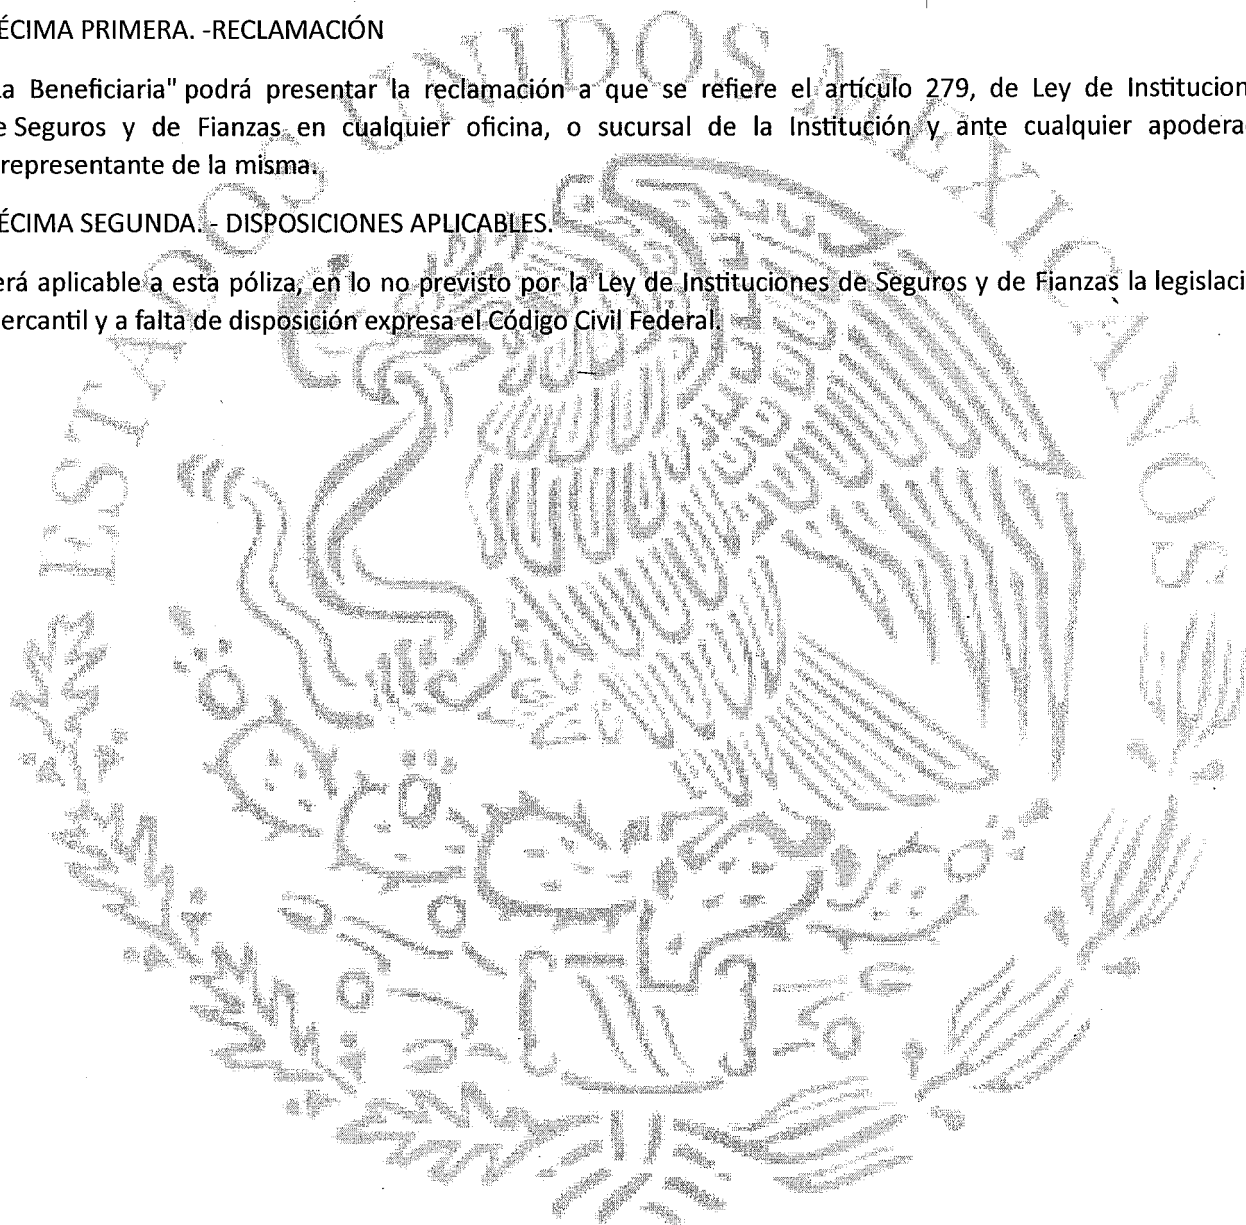 ÉCIMA PRIMERA. -RECLAMACIÓN
La Beneficiaria" podrá presentar la reclamación a que se refiere el artículo 279, de Ley de Institucion
e Seguros y de Fianzas en cualquier oficina, o sucursal de la Institución y ante cualquier apodera
representante de la misma.
ÉCIMA SEGUNDA. - DISPOSICIONES APLICABLES.
erá aplicable a esta póliza, en lo no previsto por la Ley de Instituciones de Seguros y de Fianzas la legislaci
ercantil y a falta de disposición expresa el Código Civil Federal.
ESTADOS UNIDOS MEXICANOS